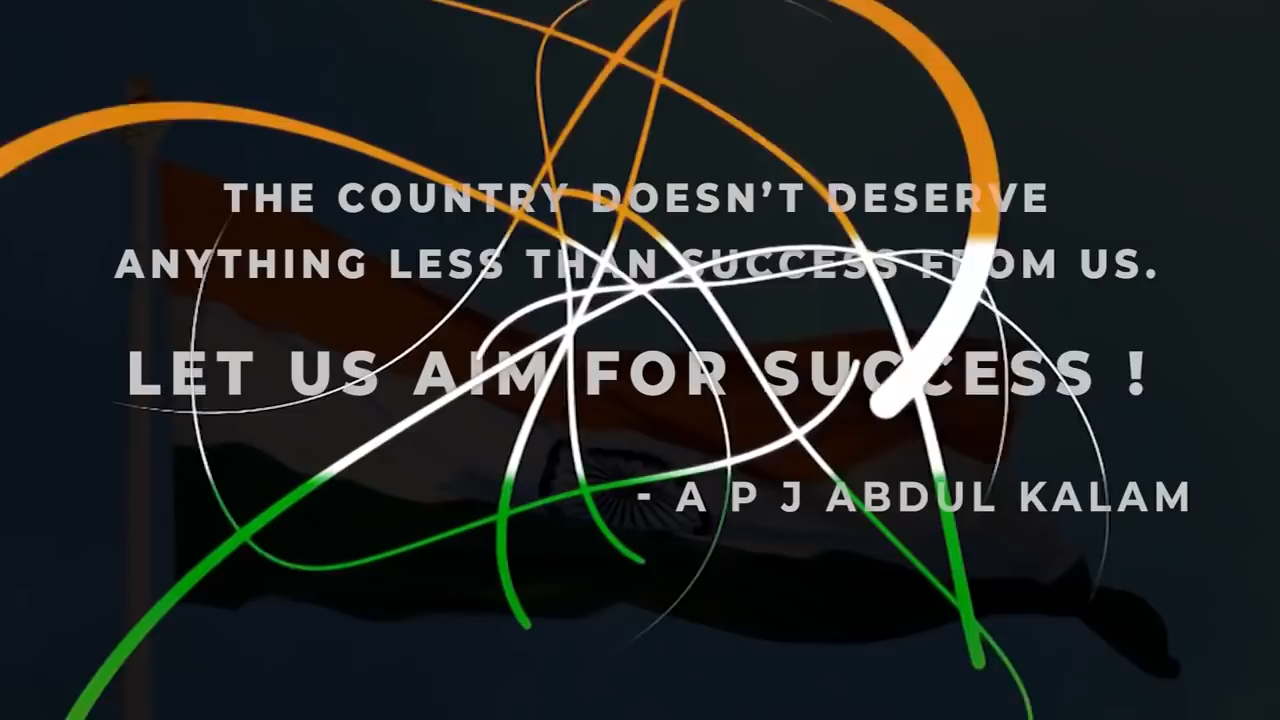 THE COUNTRY DOESN’T DESERVE
ANYTHING LESS THAN SUCCESS FROM US.
LET US AIM FOR SUCCESS !
- A P J ABDUL KALAM